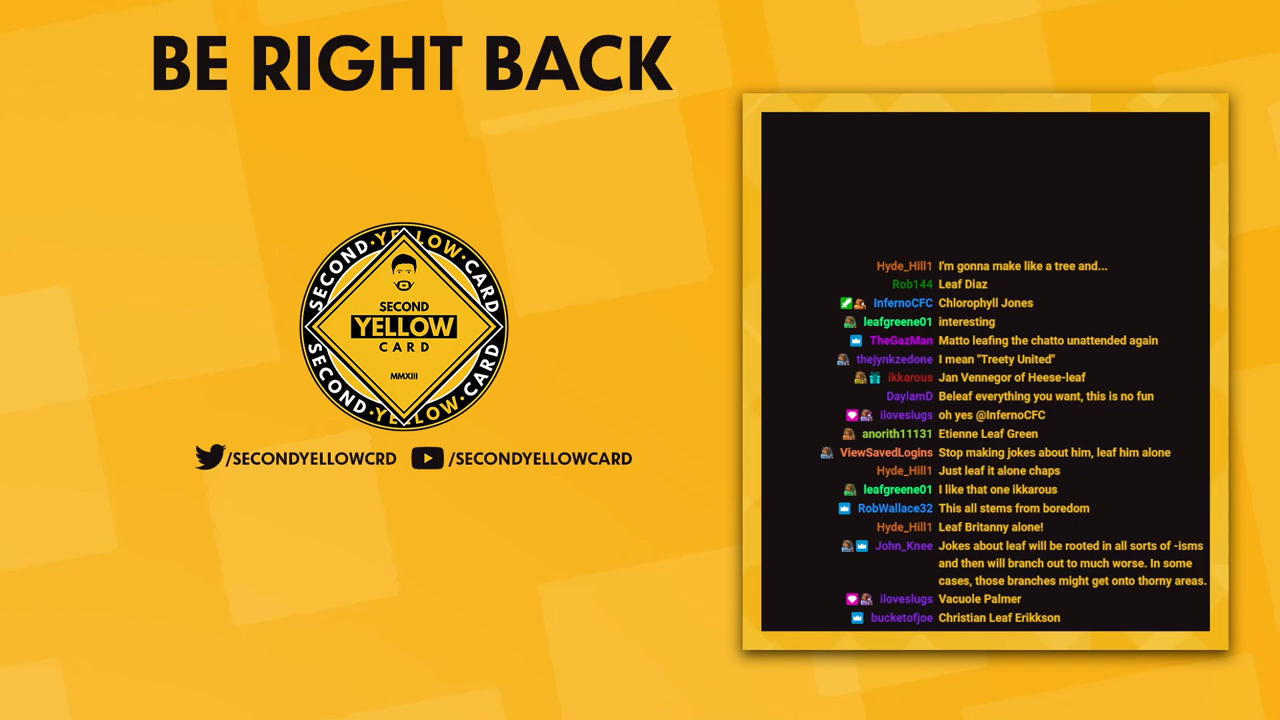 BE RIGHT BACK
SECOND·YELLOW·CARD
SECOND
YELLOW
CARD
MMXIII
SECOND·YELLOW·CARD
/SECONDYELLOWCRD /SECONDYELLOWCARD
Hyde_Hill1 I'm gonna make like a tree and...
Rob144 Leaf Diaz
InfernoCFC Chlorophyll Jones
leafgreene01 interesting
TheGazMan Matto leafing the chatto unattended again
thejynkzedone I mean "Treety United"
ikkarous Jan Vennegor of Heese-leaf
DaylamD Beleaf everything you want, this is no fun
iloveslugs oh yes @InfernoCFC
anorith11131 Etienne Leaf Green
ViewSavedLogins Stop making jokes about him, leaf him alone
Hyde_Hill1 Just leaf it alone chaps
leafgreene01 I like that one ikkarous
RobWallace32 This all stems from boredom
Hyde_Hill1 Leaf Britanny alone!
John_Knee Jokes about leaf will be rooted in all sorts of -isms
and then will branch out to much worse. In some
cases, those branches might get onto thorny areas.
iloveslugs Vacuole Palmer
bucketofjoe Christian Leaf Erikkson